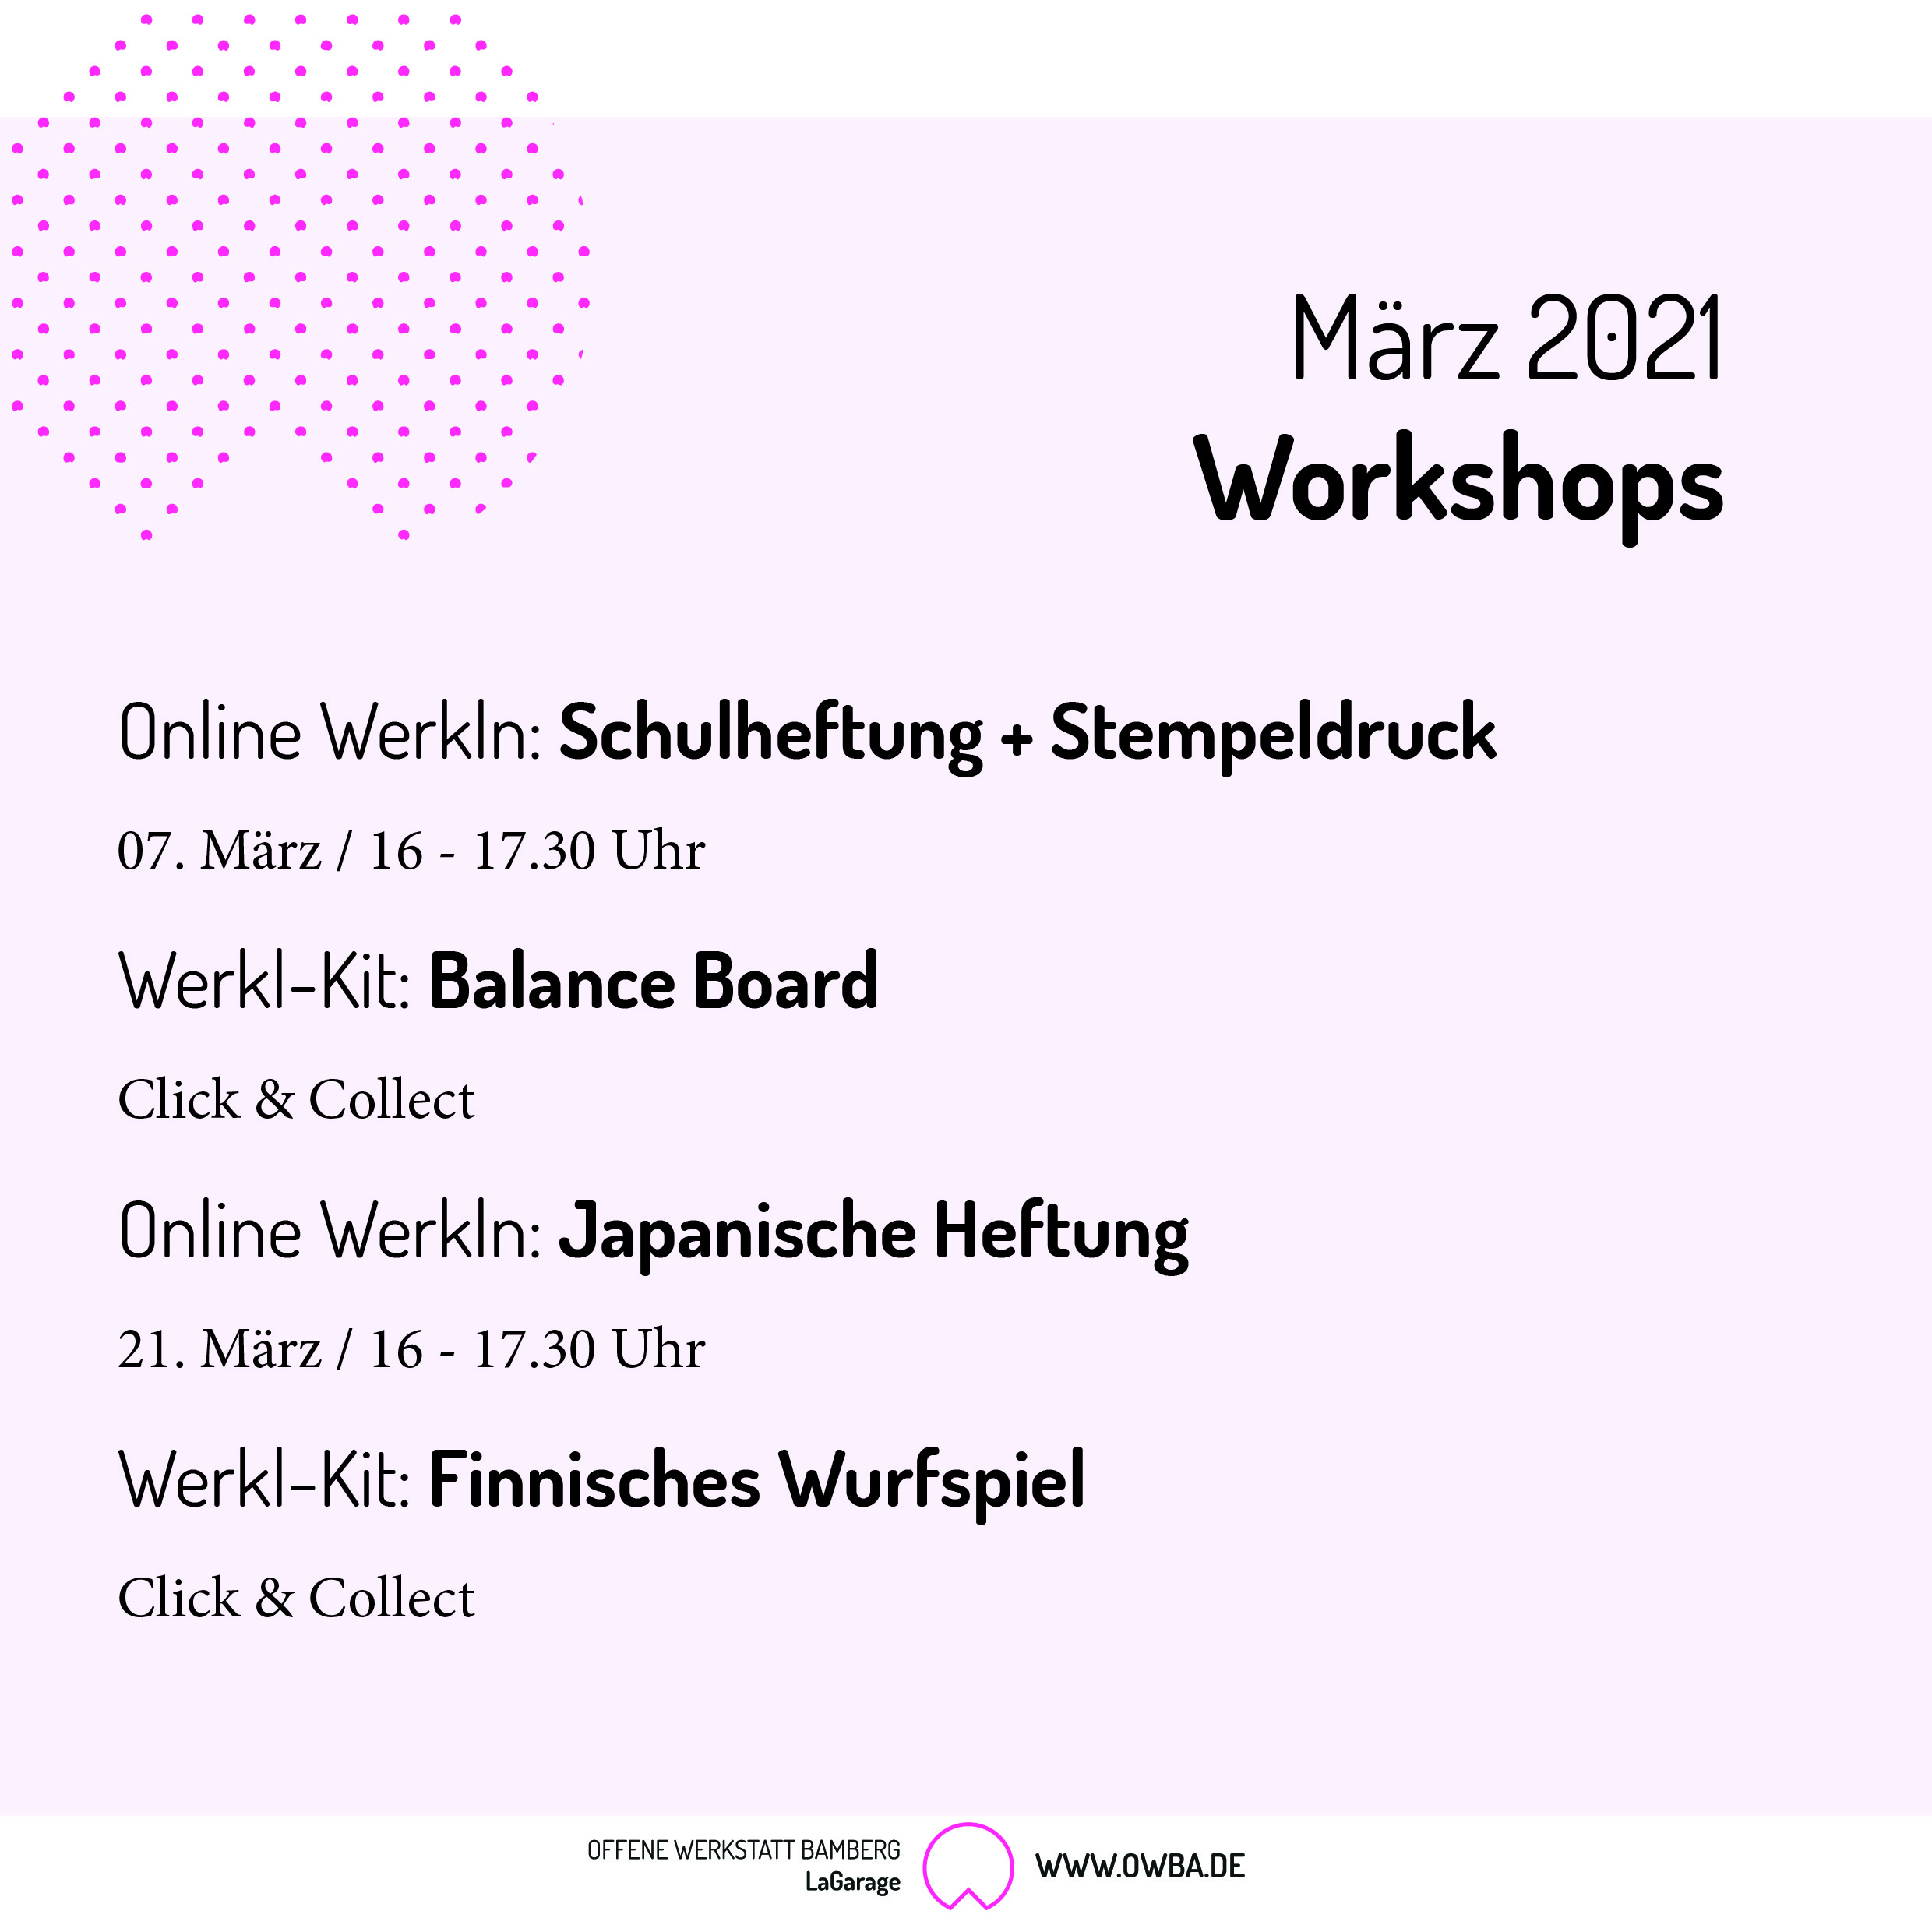 März 2021
Workshops
Online WerkIn: Schulheftung + Stempeldruck
07. März / 16 - 17.30 Uhr
Werkl-Kit: Balance Board
Click & Collect
Online WerkIn: Japanische Heftung
21. März / 16 - 17.30 Uhr
Werkl-Kit: Finnisches Wurfspiel
Click & Collect
OFFENE WERKSTATT BAMBERG
LaGarage
WWW.OWBA.DE